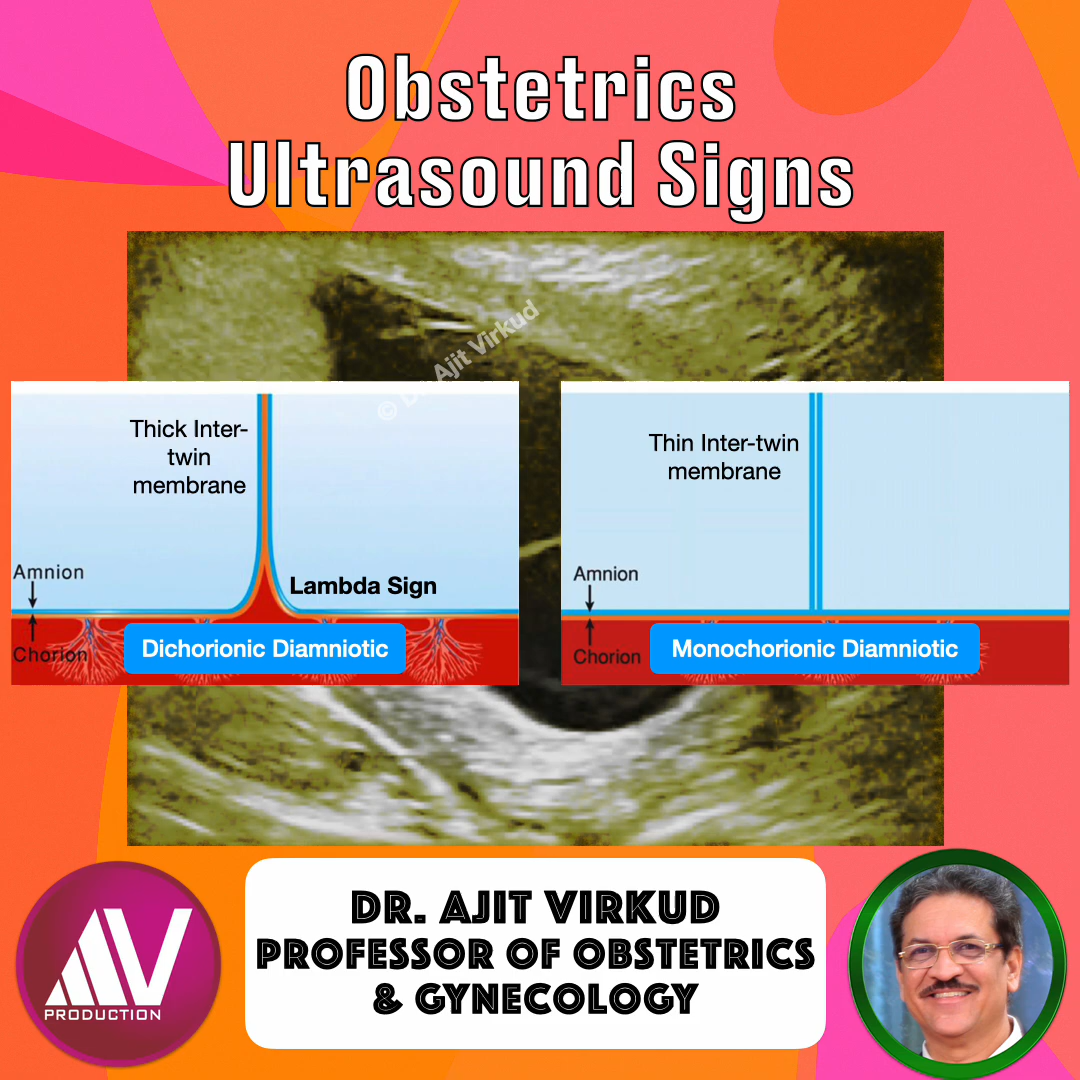 Obstetrics
Ultrasound Signs
© Dr. Ajit Virkud
Thick Inter-
twin
membrane
Amnion
Lambda Sign
Chorion
Dichorionic Diamniotic
Thin Inter-twin
membrane
Amnion
Chorion
Monochorionic Diamniotic
AV
PRODUCTION
DR. AJIT VIRKUD
PROFESSOR OF OBSTETRICS
& GYNECOLOGY